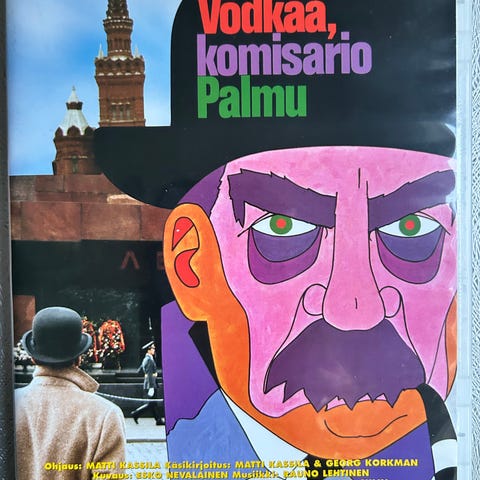 Vodkaa,
komisario
Palmu
Ohjaus: MATTI KASSILA Käsikirjoitus: MATTI KASSILA & GEORG KORKMAN
Kuvaus: ESKO NEVALAINEN Musiikki: RAUNO LEHTINEN